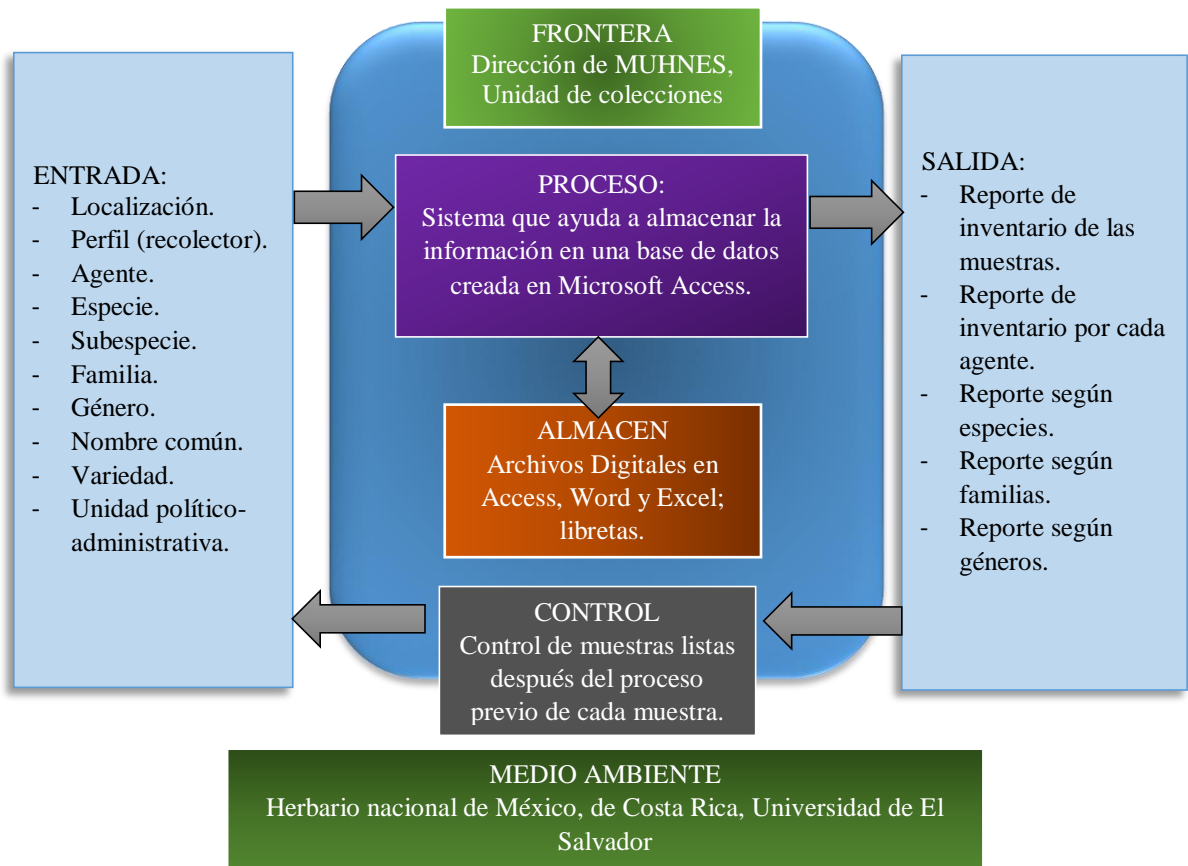 FRONTERA
Dirección de MUHNES,
Unidad de colecciones
ENTRADA:
- Localización.
- Perfil (recolector).
- Agente.
- Especie.
- Subespecie.
- Familia.
- Género.
- Nombre común.
- Variedad.
- Unidad político-
administrativa.
PROCESO:
Sistema que ayuda a almacenar la
información en una base de datos
creada en Microsoft Access.
ALMACEN
Archivos Digitales en
Access, Word y Excel;
libretas.
CONTROL
Control de muestras listas
después del proceso
previo de cada muestra.
SALIDA:
- Reporte de
inventario de las
muestras.
- Reporte de
inventario por cada
agente.
- Reporte según
especies.
- Reporte según
familias.
- Reporte según
géneros.
MEDIO AMBIENTE
Herbario nacional de México, de Costa Rica, Universidad de El
Salvador